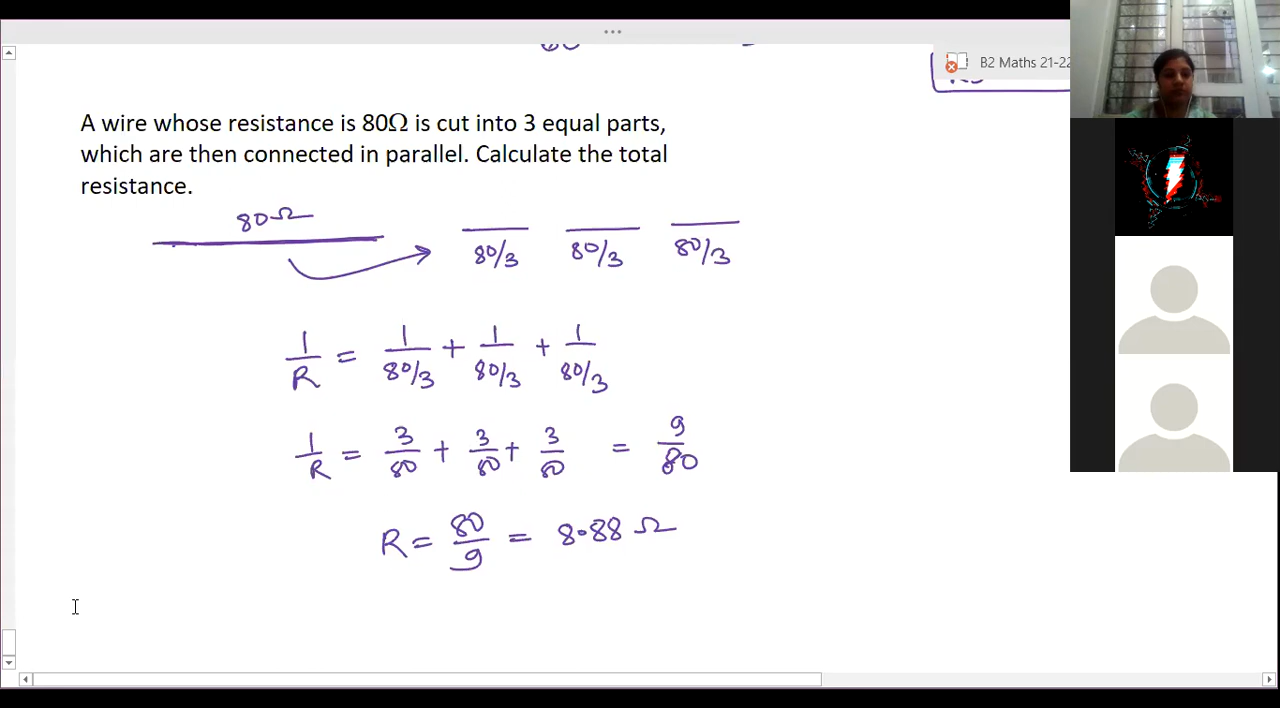 B2 Maths 21-22
A wire whose resistance is 80Ω is cut into 3 equal parts,
which are then connected in parallel. Calculate the total
resistance.
80Ω
80/3 80/3 80/3
1/R = 1/80/3 + 1/80/3 + 1/80/3
1/R = 3/80 + 3/80 + 3/80 = 9/80
R = 80/9 = 8.88 Ω